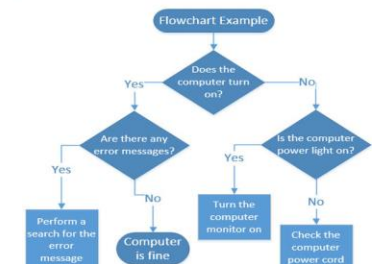 Flowchart Example
Does the
computer turn
on?
Yes
No
Are there any
error messages?
Is the computer
power light on?
Yes
No
Yes
No
Perform a
search for the
error
message
Computer
is fine
Turn the
computer
monitor on
Check the
computer
power cord